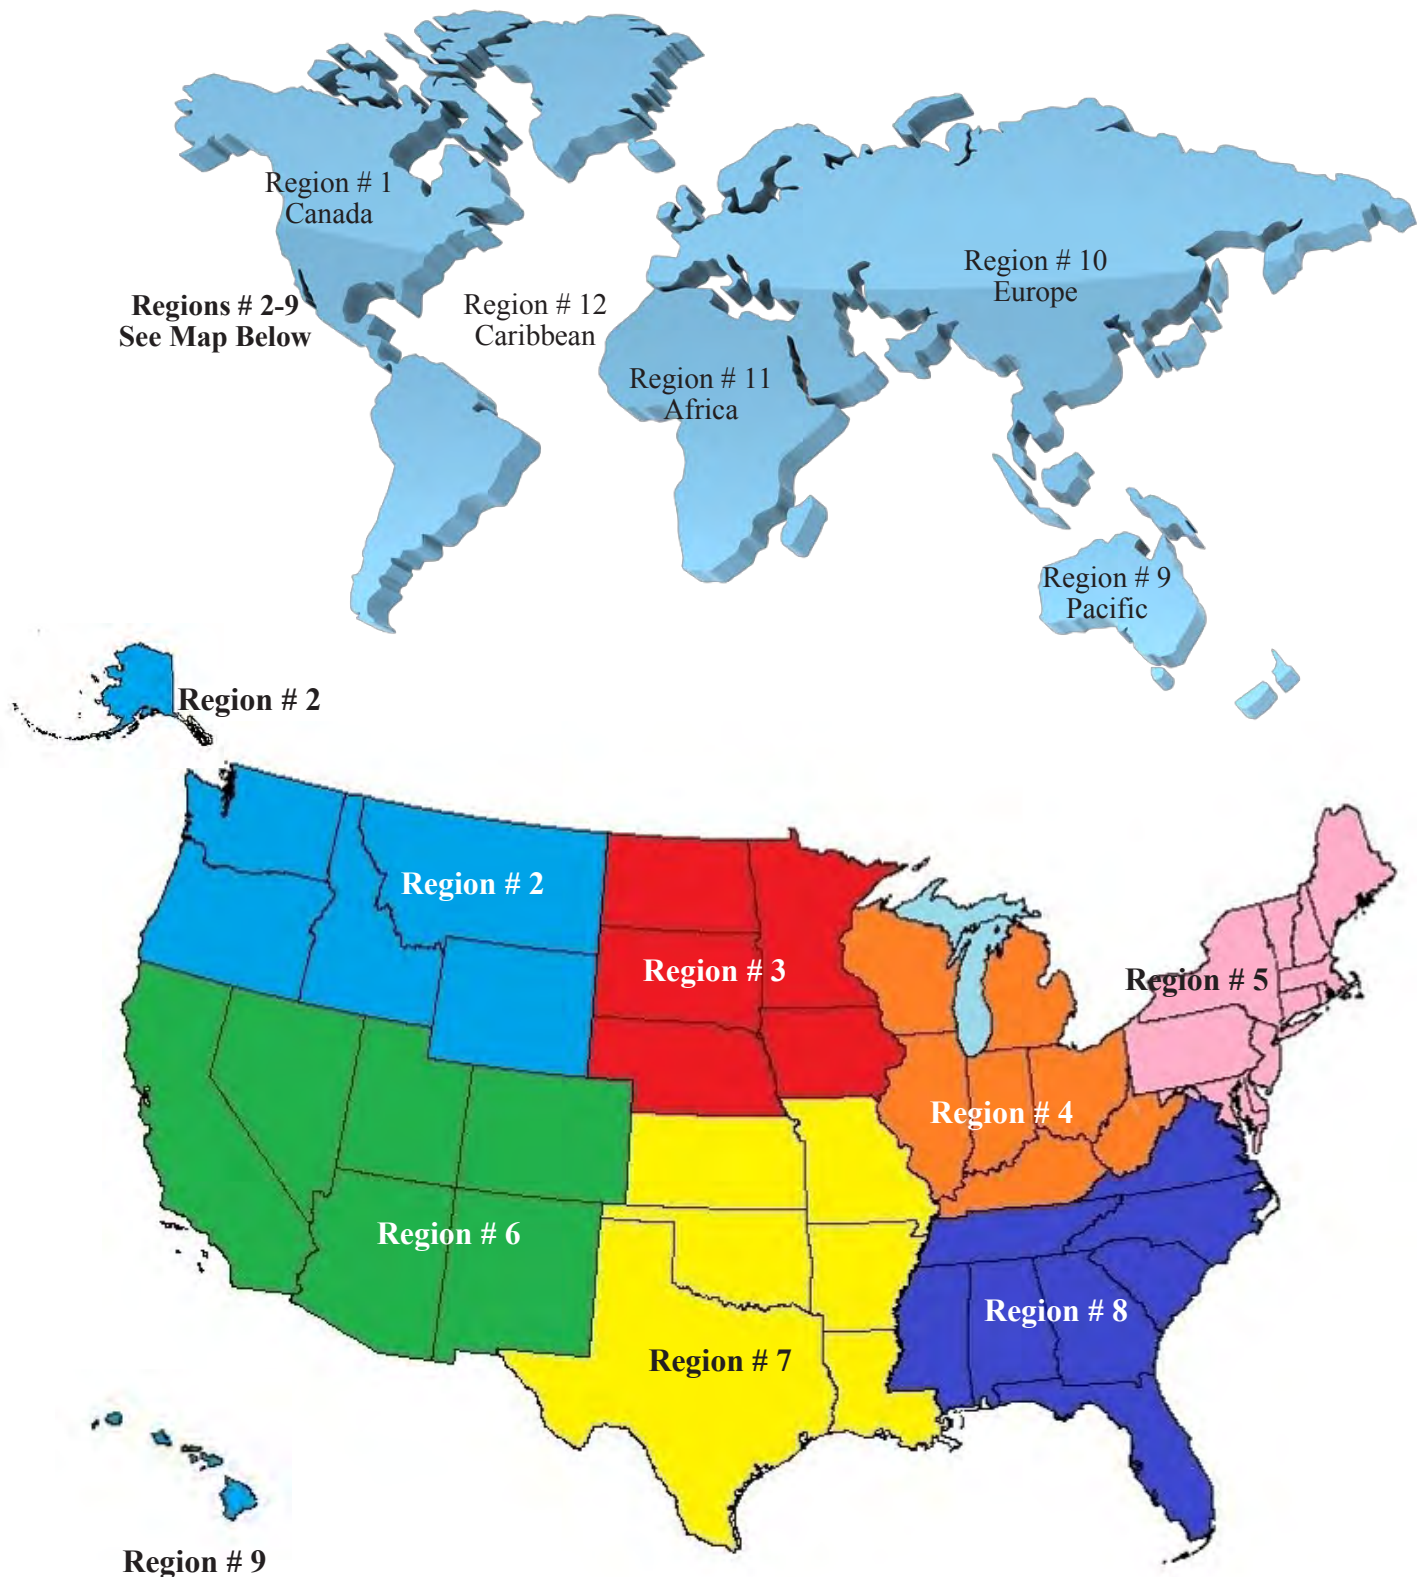 Region # 1
Canada
Regions # 2-9
See Map Below
Region # 12
Caribbean
Region # 10
Europe
Region # 11
Africa
Region # 9
Pacific
Region # 2
Region # 2
Region # 3
Region # 5
Region # 4
Region # 6
Region # 8
Region # 7
Region # 9